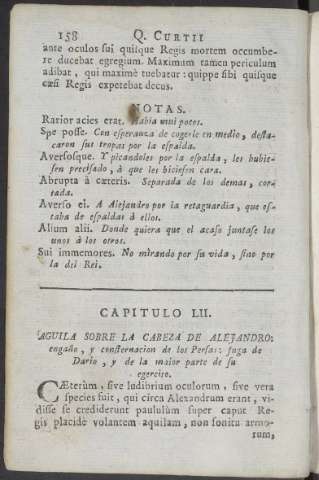 158 Q. CURTII
ante oculos sui quisque Regis mortem occumbe-
re ducebat egregium. Maximum tamen periculum
adibat, qui maximè tuebatur: quippe sibi quisque
cæsi Regis expetebat decus.
NOTAS.
Rarior acies erat. Habia mui pocos.
Spe posse. Con esperanza de cogerle en medio, desta-
caron sus tropas por la espalda.
Aversosque. Y picandoles por la espalda, les hubie-
sen precisado, à que les hiciesen cara.
Abrupta à cæteris. Separada de los demas, cor-
tada.
Averso ei. A Alejandro por la retaguardia, que es-
taba de espaldas à ellos.
Alium alii. Donde quiera que el acaso juntase los
unos à los otros.
Sui immemores. No mirando por su vida, sino por
la del Rei.
CAPITULO LII.
AGUILA SOBRE LA CABEZA DE ALEJANDRO:
engaño, y consternacion de los Persas: fuga de
Dario, y de la maior parte de su
egercito.
CÆterùm, sive ludibrium oculorum, sive vera
species fuit, qui circa Alexandrum erant, vi-
disse se crediderunt paululùm super caput Re-
gis placidè volantem aquilam, non sonitu armo-
rum,